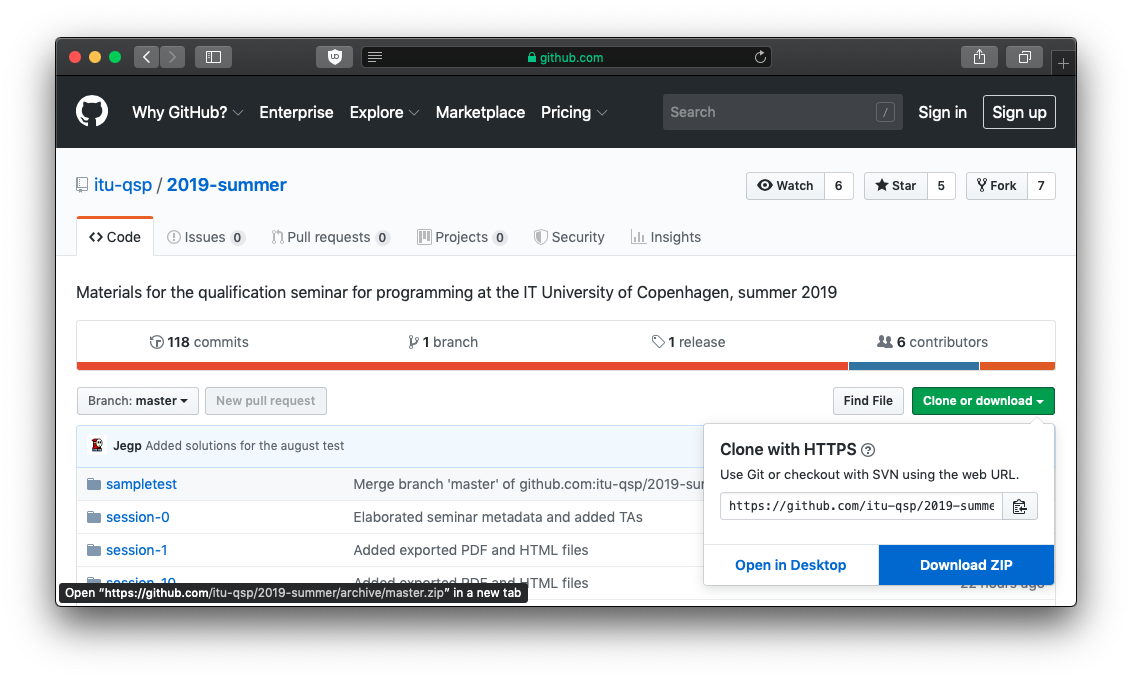 github.com
Why GitHub? Enterprise Explore Marketplace Pricing Search / Sign in Sign up
itu-qsp / 2019-summer Watch 6 Star 5 Fork 7
Code Issues 0 Pull requests 0 Projects 0 Security Insights
Materials for the qualification seminar for programming at the IT University of Copenhagen, summer 2019
118 commits 1 branch 1 release 6 contributors
Branch: master New pull request Find File Clone or download
Jegp Added solutions for the august test
Clone with HTTPS ?
Use Git or checkout with SVN using the web URL.
sampletest Merge branch 'master' of github.com:itu-qsp/2019-sur
https://github.com/itu-qsp/2019-summe
session-0 Elaborated seminar metadata and added TAs
session-1 Added exported PDF and HTML files
Open in Desktop Download ZIP
session-10 Added exported PDF and HTML files 22 hours ago
Open “https://github.com/itu-qsp/2019-summer/archive/master.zip” in a new tab